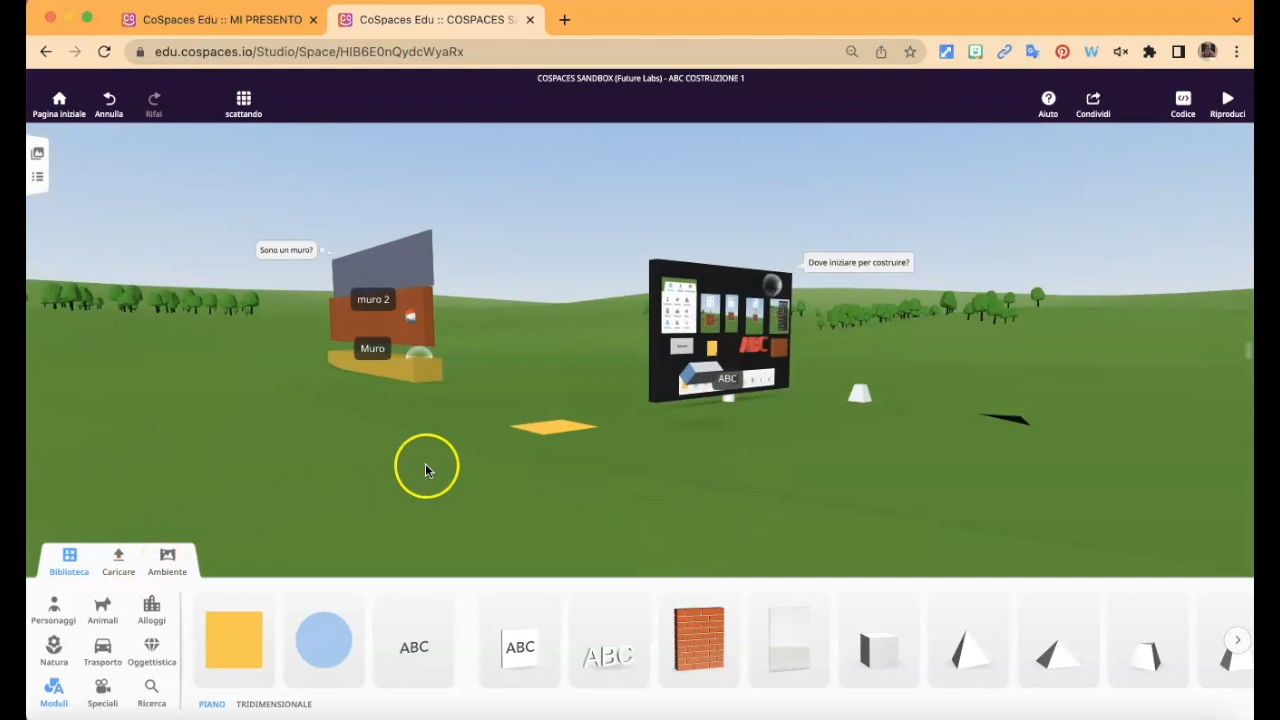 CoSpaces Edu :: MI PRESENTO
CoSpaces Edu :: COSPACES SA
edu.cospaces.io/Studio/Space/HIB6E0nQydcWyaRx
COSPACES SANDBOX (Future Labs) - ABC COSTRUZIONE 1
Pagina iniziale
Annulla
Rifai
scattando
Aiuto
Condividi
Codice
Riproduci
Sono un muro?
Dove iniziare per costruire?
muro 2
Muro
ABC
ABC
Biblioteca
Caricare
Ambiente
Personaggi
Animali
Alloggi
Natura
Trasporto
Oggettistica
Moduli
Speciali
Ricerca
ABC
ABC
ABC
PIANO
TRIDIMENSIONALE